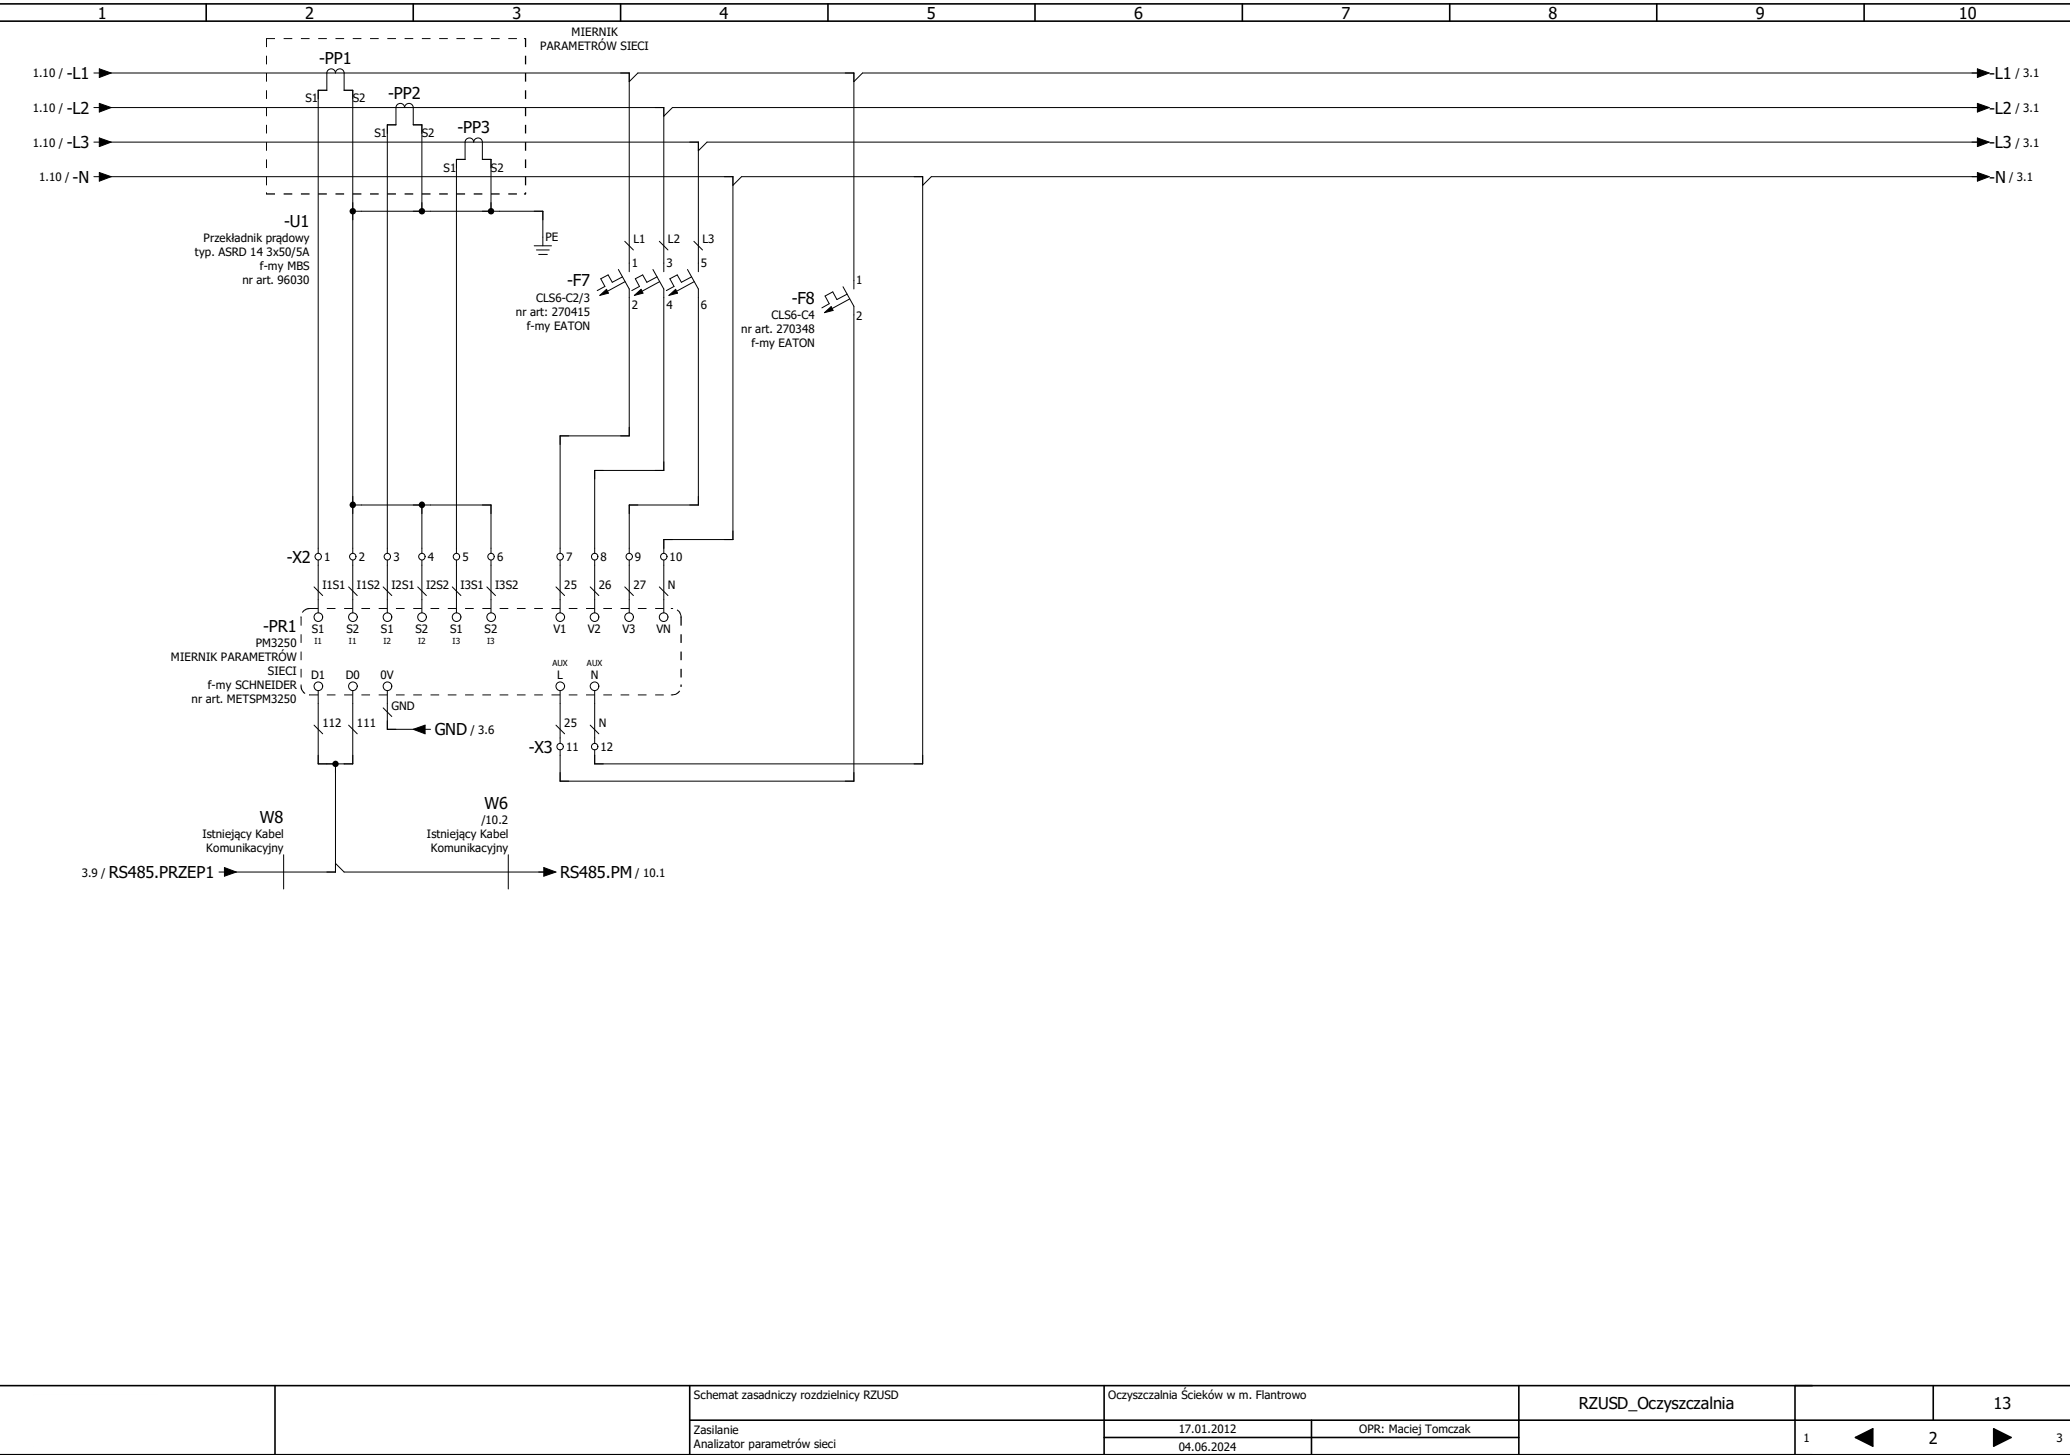 1 2 3 4 5 6 7 8 9 10
MIERNIK
PARAMETRÓW SIECI
-PP1
1.10 / -L1
-L1 / 3.1
S1 S2
-PP2
1.10 / -L2
-L2 / 3.1
S1 S2
-PP3
1.10 / -L3
-L3 / 3.1
S1 S2
1.10 / -N
-N / 3.1
-U1
Przekładnik prądowy
typ. ASRD 14 3x50/5A
f-my MBS
nr art. 96030
PE
L1 L2 L3
1 3 5
-F7
CLS6-C2/3
nr art: 270415
f-my EATON
2 4 6
1
-F8
CLS6-C4
nr art. 270348
f-my EATON
2
-X2 1 2 3 4 5 6 7 8 9 10
I1S1 I1S2 I2S1 I2S2 I3S1 I3S2 25 26 27 N
-PR1
PM3250
MIERNIK PARAMETRÓW
SIECI
f-my SCHNEIDER
nr art. METSPM3250
S1 S2 S1 S2 S1 S2 V1 V2 V3 VN
I1 I1 I2 I2 I3 I3
AUX AUX
D1 D0 0V L N
GND
112 111
GND / 3.6
25 N
-X3 11 12
W8
Istniejący Kabel
Komunikacyjny
W6
/10.2
Istniejący Kabel
Komunikacyjny
3.9 / RS485.PRZEP1
RS485.PM / 10.1
Schemat zasadniczy rozdzielnicy RZUSD
Oczyszczalnia Ścieków w m. Flantrowo
RZUSD_Oczyszczalnia
13
Zasilanie
Analizator parametrów sieci
17.01.2012
OPR: Maciej Tomczak
04.06.2024
1 2 3